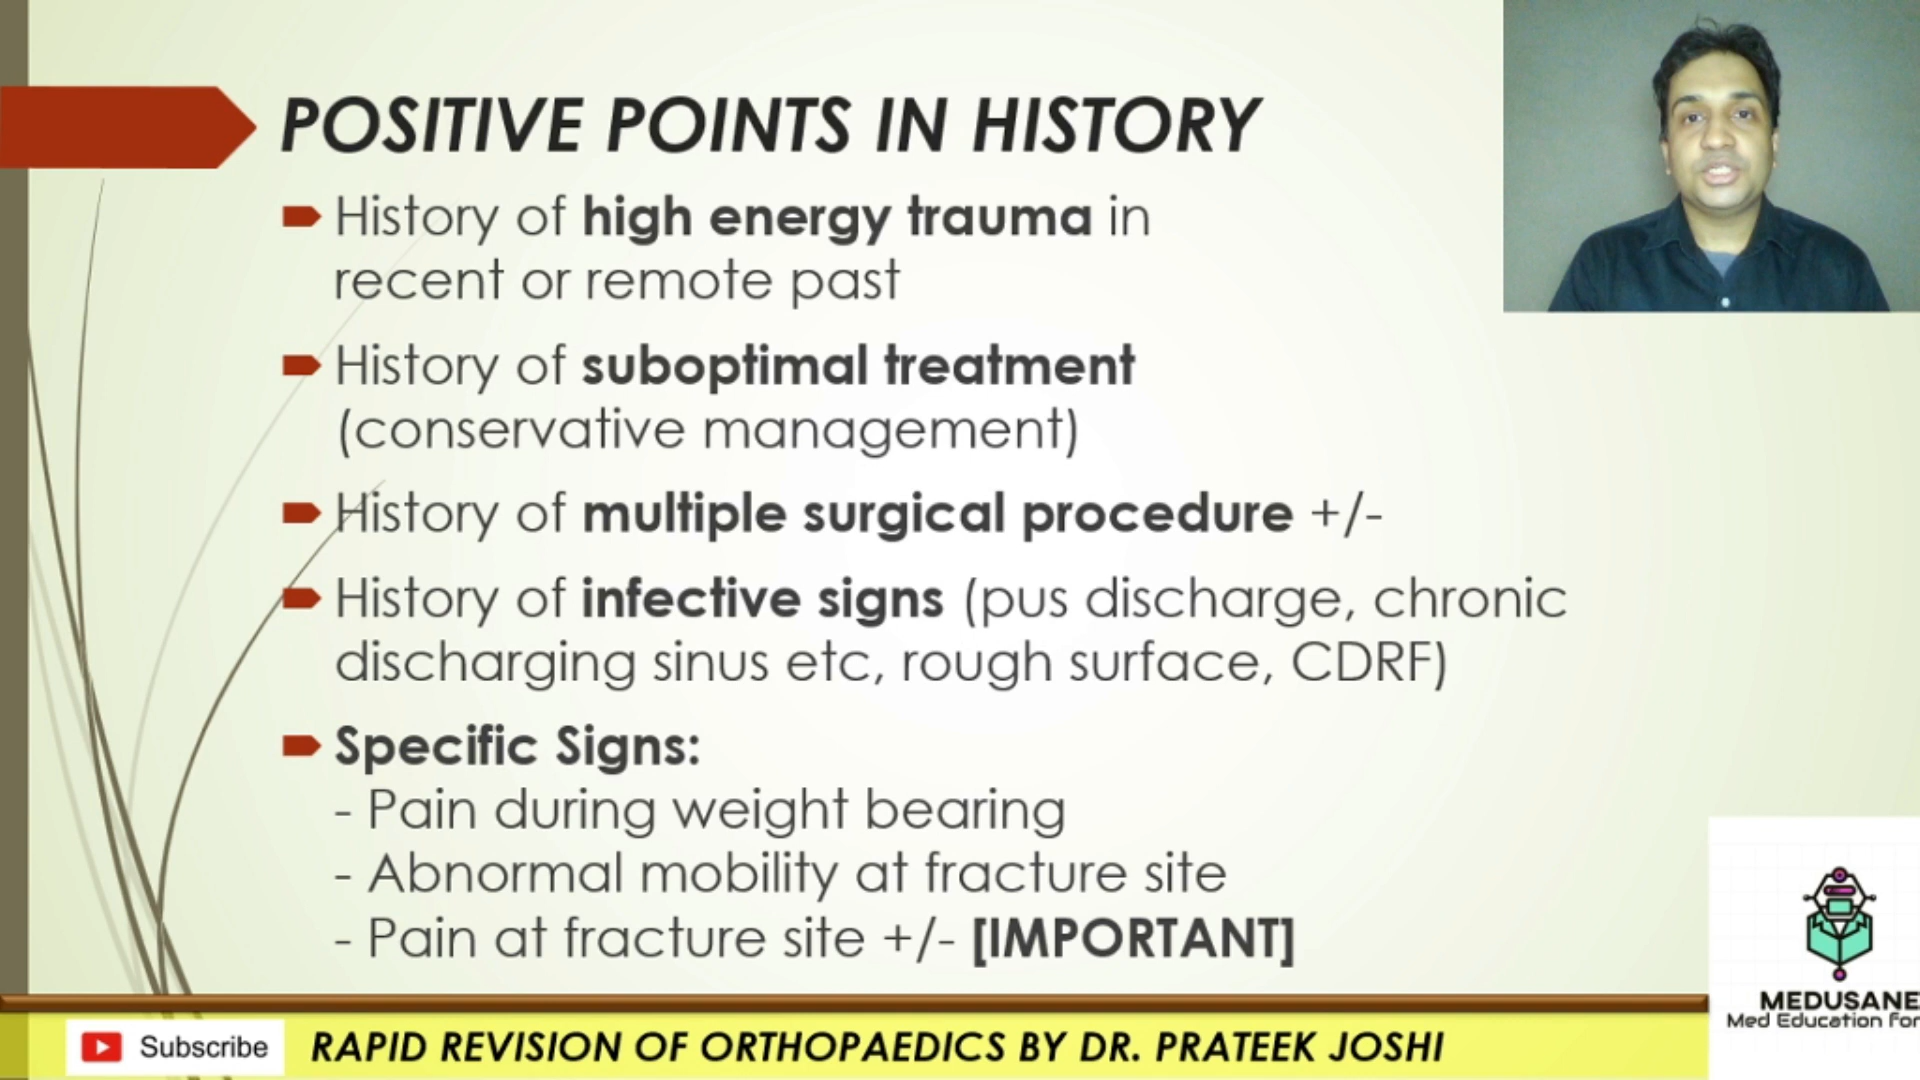 POSITIVE POINTS IN HISTORY
History of high energy trauma in
recent or remote past
History of suboptimal treatment
(conservative management)
History of multiple surgical procedure +/-
History of infective signs (pus discharge, chronic
discharging sinus etc, rough surface, CDRF)
Specific Signs:
- Pain during weight bearing
- Abnormal mobility at fracture site
- Pain at fracture site +/- [IMPORTANT]
MEDUSANE
Med Education For
Subscribe
RAPID REVISION OF ORTHOPAEDICS BY DR. PRATEEK JOSHI